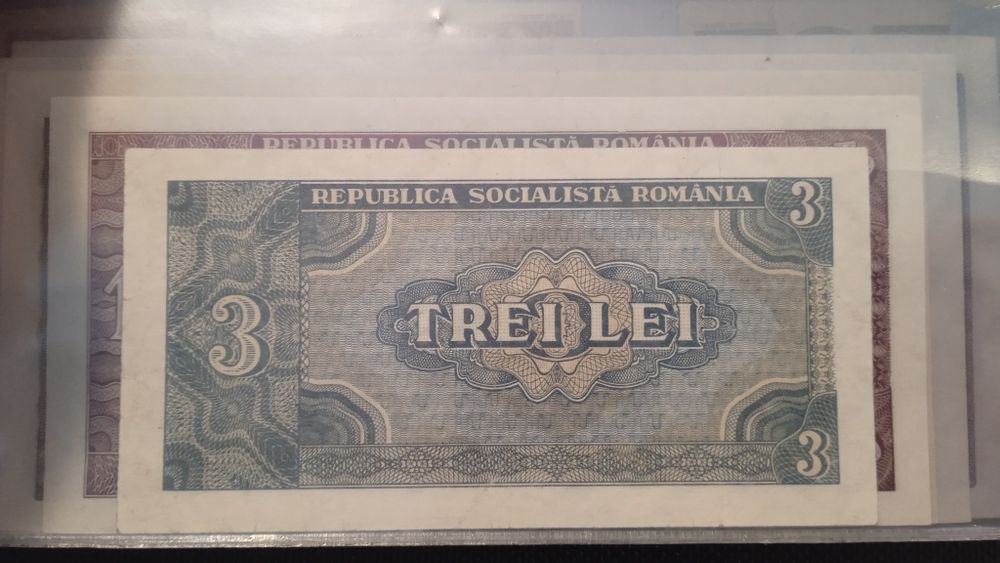 REPUBLICA SOCIALISTĂ ROMÂNIA
REPUBLICA SOCIALISTĂ ROMÂNIA
3
3
TREI LEI
3